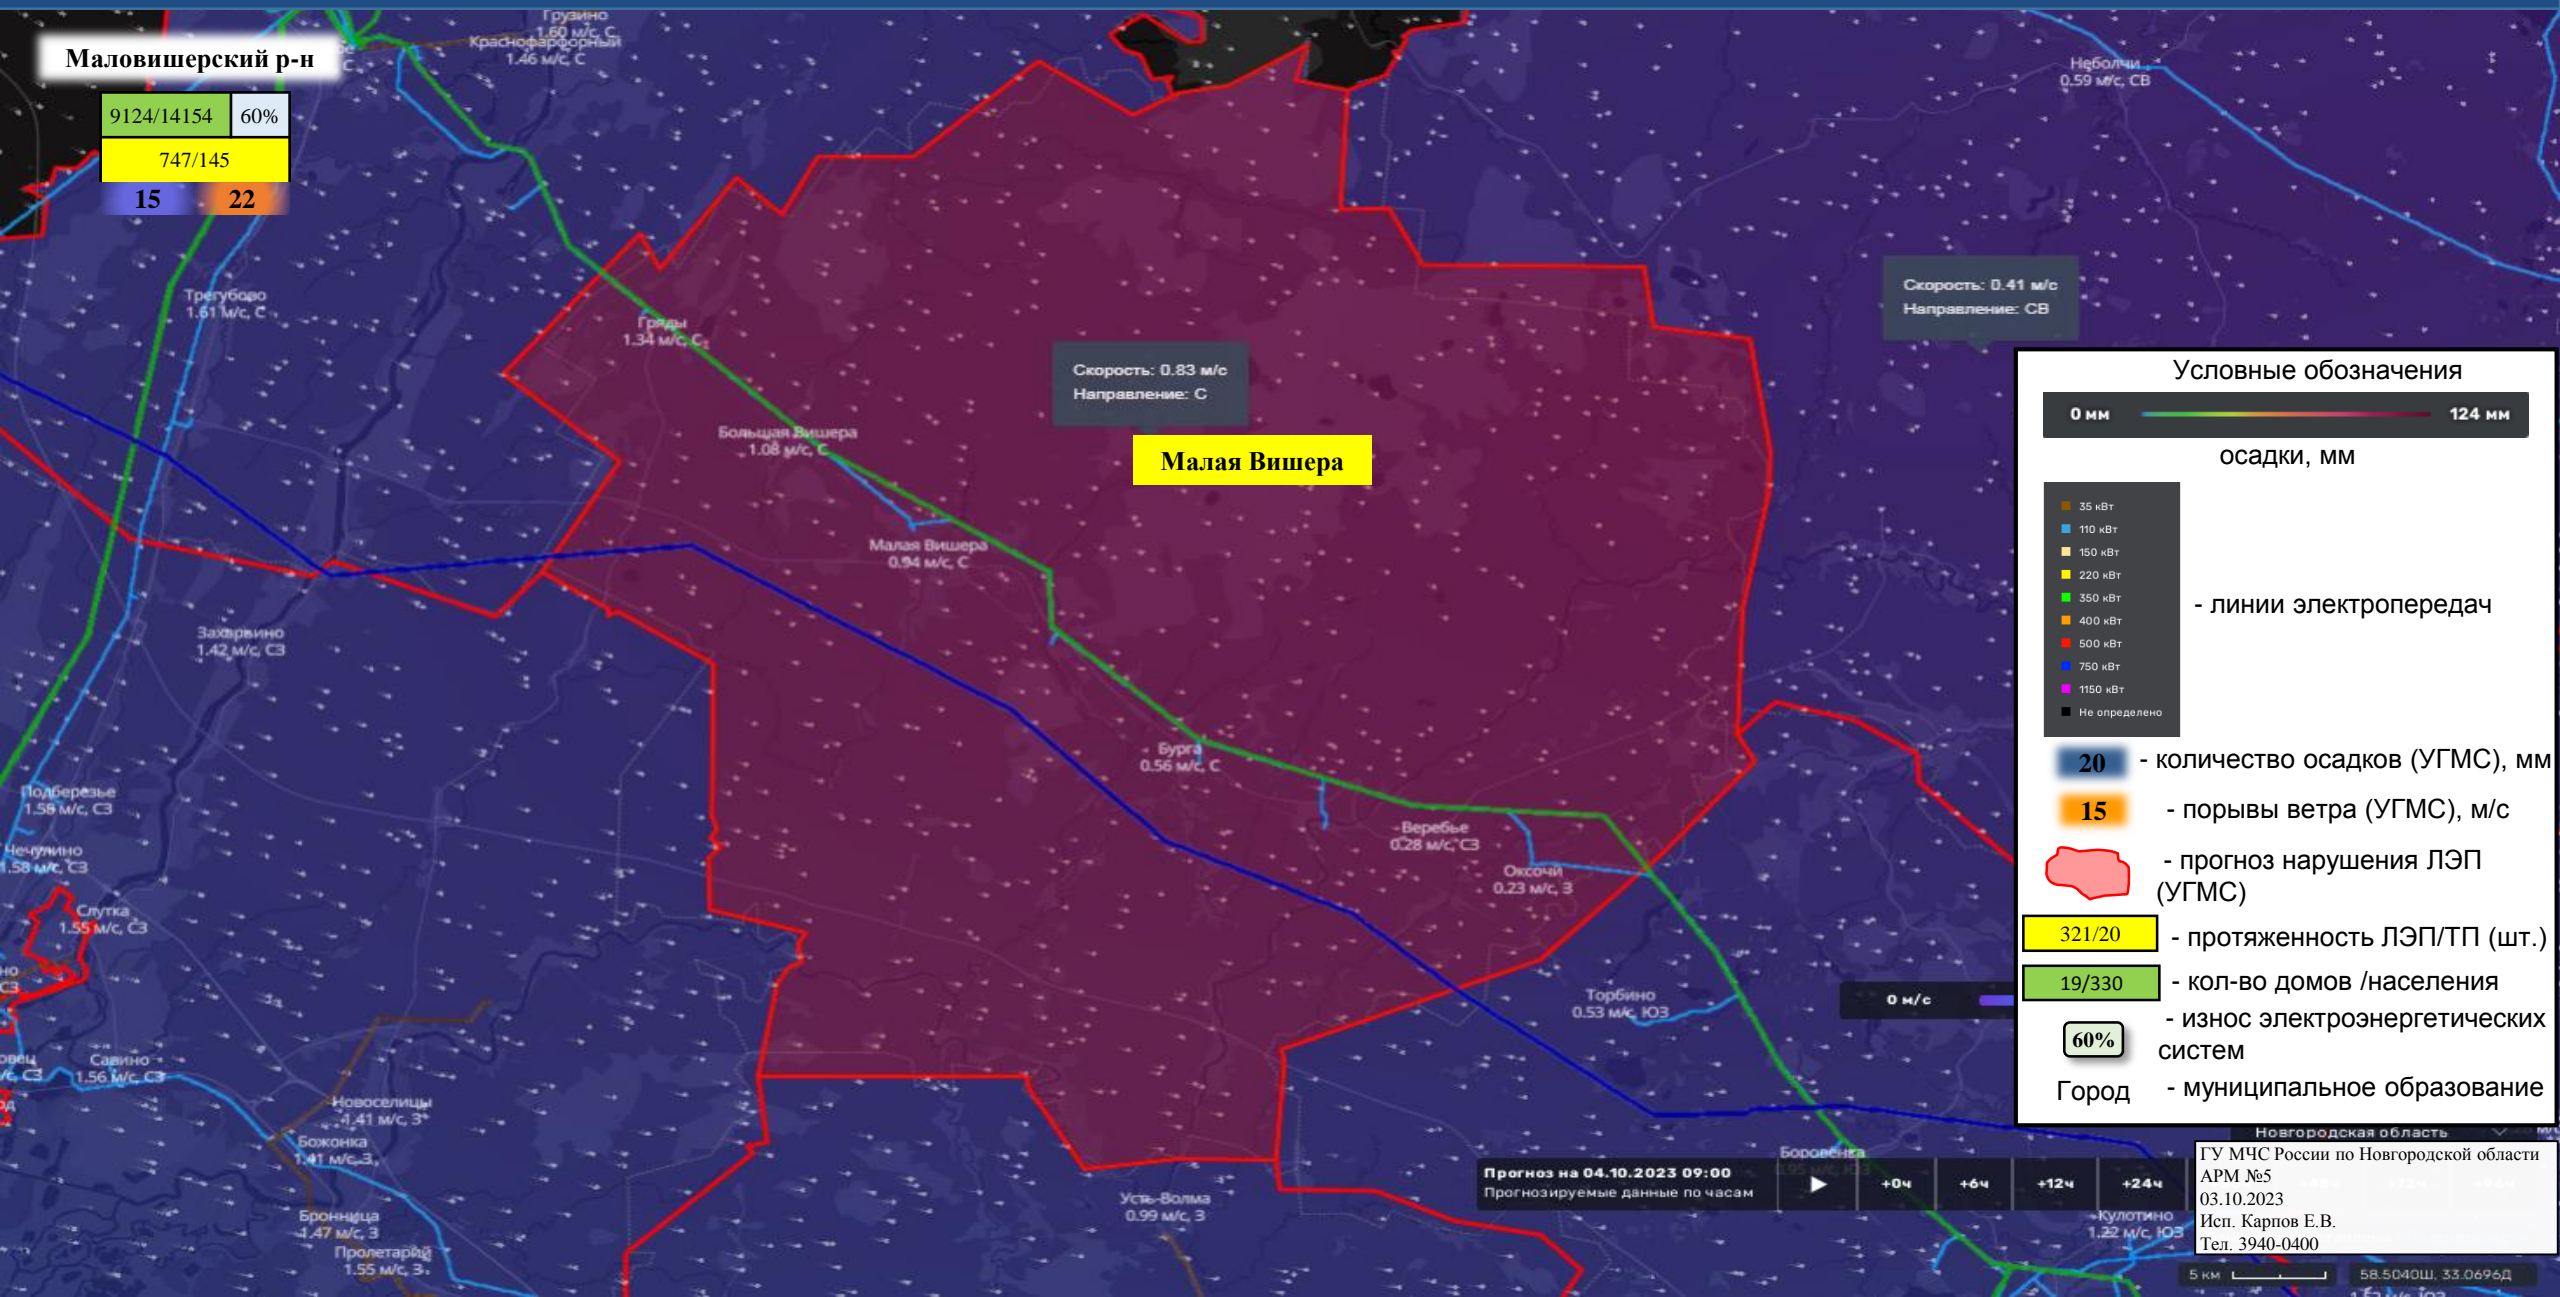 Маловишерский р-н
9124/14154 60%
747/145
15 22
Грузино
1.60 м/с, С
Краснофарфорный
1.46 м/с, С
Неболчи
0.59 м/с, СВ
Трегубово
1.61 м/с, С
Гряды
1.34 м/с, С
Скорость: 0.41 м/с
Направление: СВ
Скорость: 0.83 м/с
Направление: С
Большая Вишера
1.08 м/с, С
Малая Вишера
Малая Вишера
0.94 м/с, С
Захарьино
1.42 м/с, СЗ
Бурга
0.56 м/с, С
Подберезье
1.58 м/с, СЗ
Чечулино
1.58 м/с, СЗ
Веребье
0.28 м/с, СЗ
Оксочи
0.23 м/с, З
Слутка
1.55 м/с, СЗ
Торбино
0.53 м/с, ЮЗ
0 м/с
Савино
1.56 м/с, СЗ
Новоселицы
1.41 м/с, З
Божонка
1.41 м/с, З
Боровёнка
0.95 м/с, ЮЗ
Усть-Волма
0.99 м/с, З
Бронница
1.47 м/с, З
Пролетарий
1.55 м/с, З
Кулотино
1.22 м/с, ЮЗ
Условные обозначения
0 мм 124 мм
осадки, мм
35 кВт
110 кВт
150 кВт
220 кВт
350 кВт
400 кВт
500 кВт
750 кВт
1150 кВт
Не определено
- линии электропередач
20 - количество осадков (УГМС), мм
15 - порывы ветра (УГМС), м/с
- прогноз нарушения ЛЭП
(УГМС)
321/20 - протяженность ЛЭП/ТП (шт.)
19/330 - кол-во домов /населения
60% - износ электроэнергетических
систем
Город - муниципальное образование
Новгородская область
Прогноз на 04.10.2023 09:00
Прогнозируемые данные по часам
+0ч +6ч +12ч +24ч
ГУ МЧС России по Новгородской области
АРМ №5
03.10.2023
Исп. Карпов Е.В.
Тел. 3940-0400
5 км 58.5040Ш, 33.0696Д